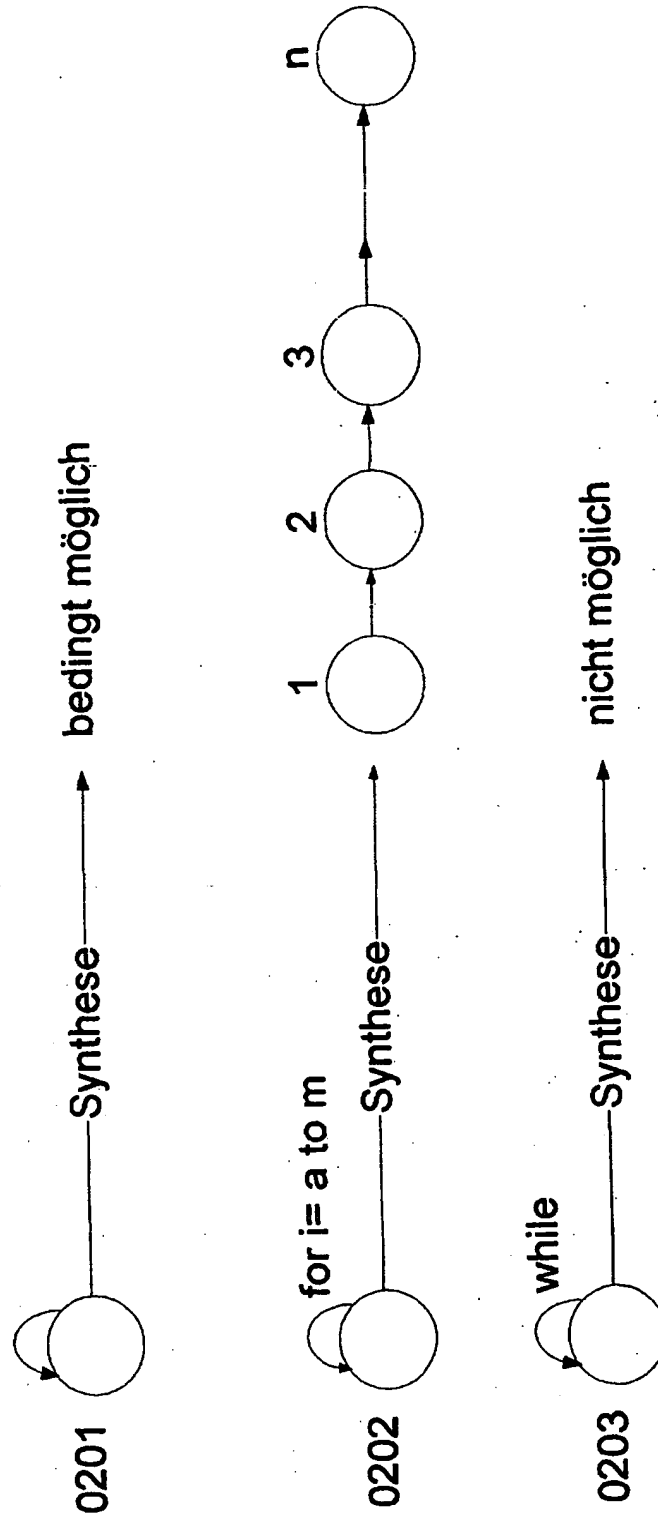 0201 Synthese bedingt möglich
for i= a to m
1 2 3 n
0202 Synthese
while
0203 Synthese nicht möglich